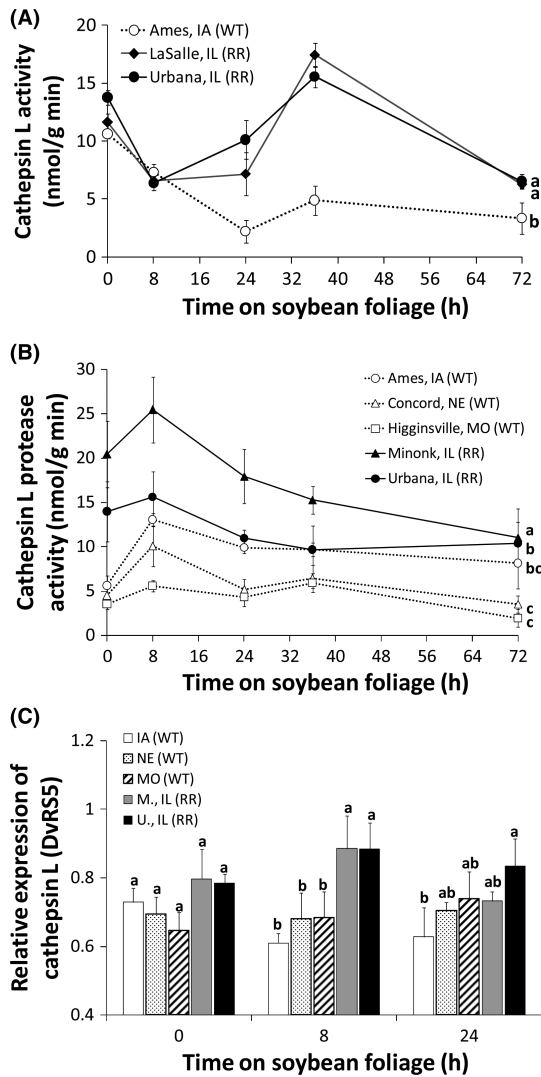 (A)
20
15
10
5
0
Cathepsin L activity
(nmol/g min)
Ames, IA (WT)
LaSalle, IL (RR)
Urbana, IL (RR)
a
a
b
0 8 16 24 32 40 48 56 64 72
Time on soybean foliage (h)
(B)
30
25
20
15
10
5
0
Cathepsin L protease
activity (nmol/g min)
Ames, IA (WT)
Concord, NE (WT)
Higginsville, MO (WT)
Minonk, IL (RR)
Urbana, IL (RR)
a
b
bc
c
c
0 8 16 24 32 40 48 56 64 72
Time on soybean foliage (h)
(C)
1.2
1
0.8
0.6
0.4
Relative expression of
cathepsin L (DvRS5)
IA (WT)
NE (WT)
MO (WT)
M., IL (RR)
U., IL (RR)
a a a a a
b b b a a
b ab ab ab a
0 8 24
Time on soybean foliage (h)